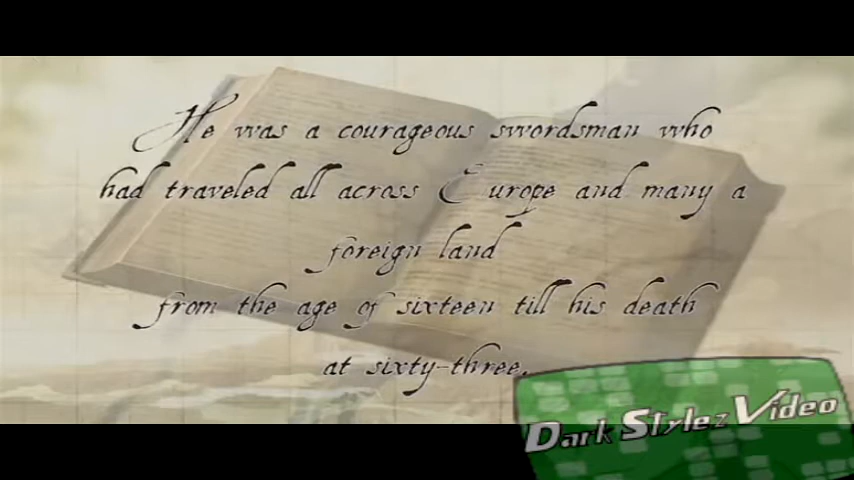 He was a courageous swordsman who
had traveled all across Europe and many a
foreign land
from the age of sixteen till his death
at sixty-three.
Dark Stylez Video